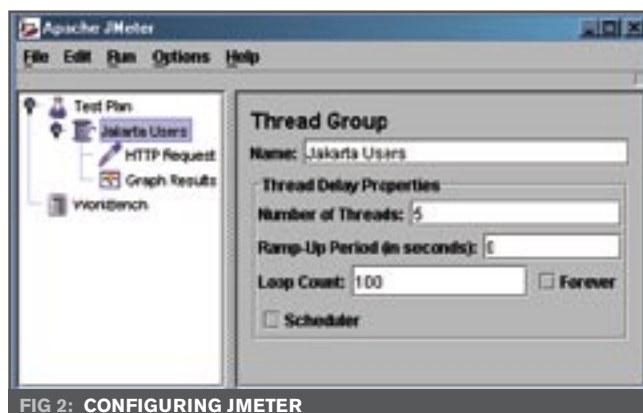 Apache JMeter
File Edit Run Options Help
Test Plan
Jakarta Users
HTTP Request
Graph Results
WorkBench
Thread Group
Name: Jakarta Users
Thread Delay Properties
Number of Threads: 5
Ramp-Up Period (in seconds):
Loop Count: 100 Forever
Scheduler
FIG 2: CONFIGURING JMETER